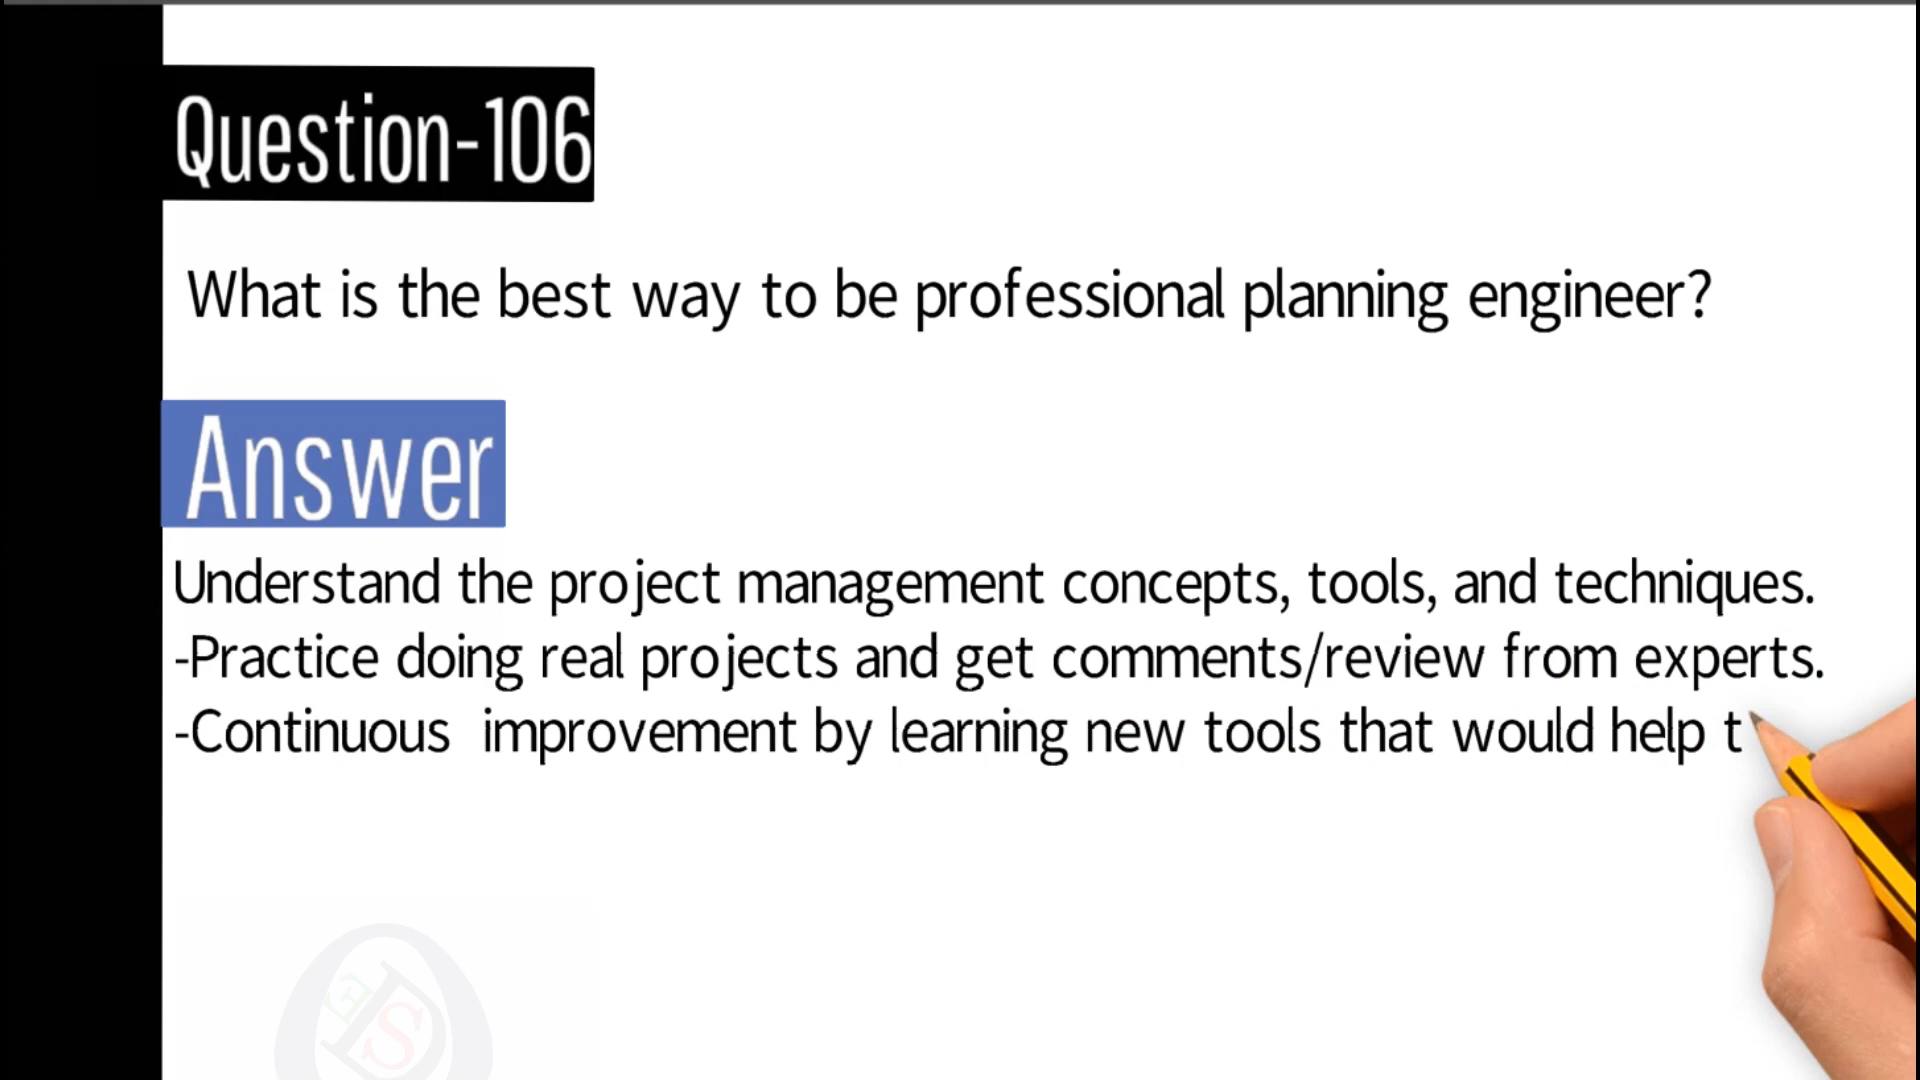 Question-106
What is the best way to be professional planning engineer?
Answer
Understand the project management concepts, tools, and techniques.
-Practice doing real projects and get comments/review from experts.
-Continuous improvement by learning new tools that would help t